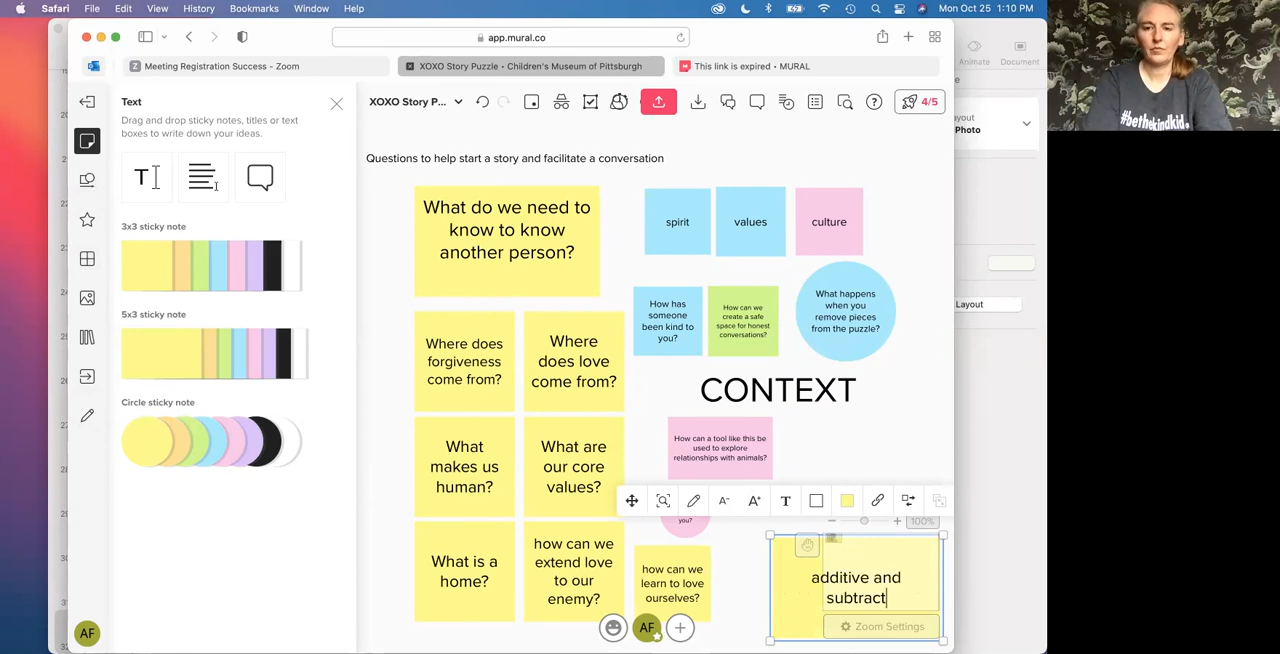 Safari File Edit View History Bookmarks Window Help
Mon Oct 25 1:10 PM
app.mural.co
Meeting Registration Success - Zoom
XOXO Story Puzzle • Children's Museum of Pittsburgh
This link is expired • MURAL
Animate Document
Text
XOXO Story P...
4/5
Photo
Drag and drop sticky notes, titles or text
boxes to write down your ideas.
Questions to help start a story and facilitate a conversation
T
3x3 sticky note
5x3 sticky note
Circle sticky note
What do we need to
know to know
another person?
spirit
values
culture
How has
someone
been kind to
you?
How can we
create a safe
space for honest
conversations?
What happens
when you
remove pieces
from the puzzle?
Layout
Where does
forgiveness
come from?
Where
does love
come from?
CONTEXT
What
makes us
human?
What are
our core
values?
How can a tool like this be
used to explore
relationships with animals?
A- A+ T
you?
100%
What is a
home?
how can we
extend love
to our
enemy?
how can we
learn to love
ourselves?
additive and
subtract
Zoom Settings
AF
AF
#bethekindkid.